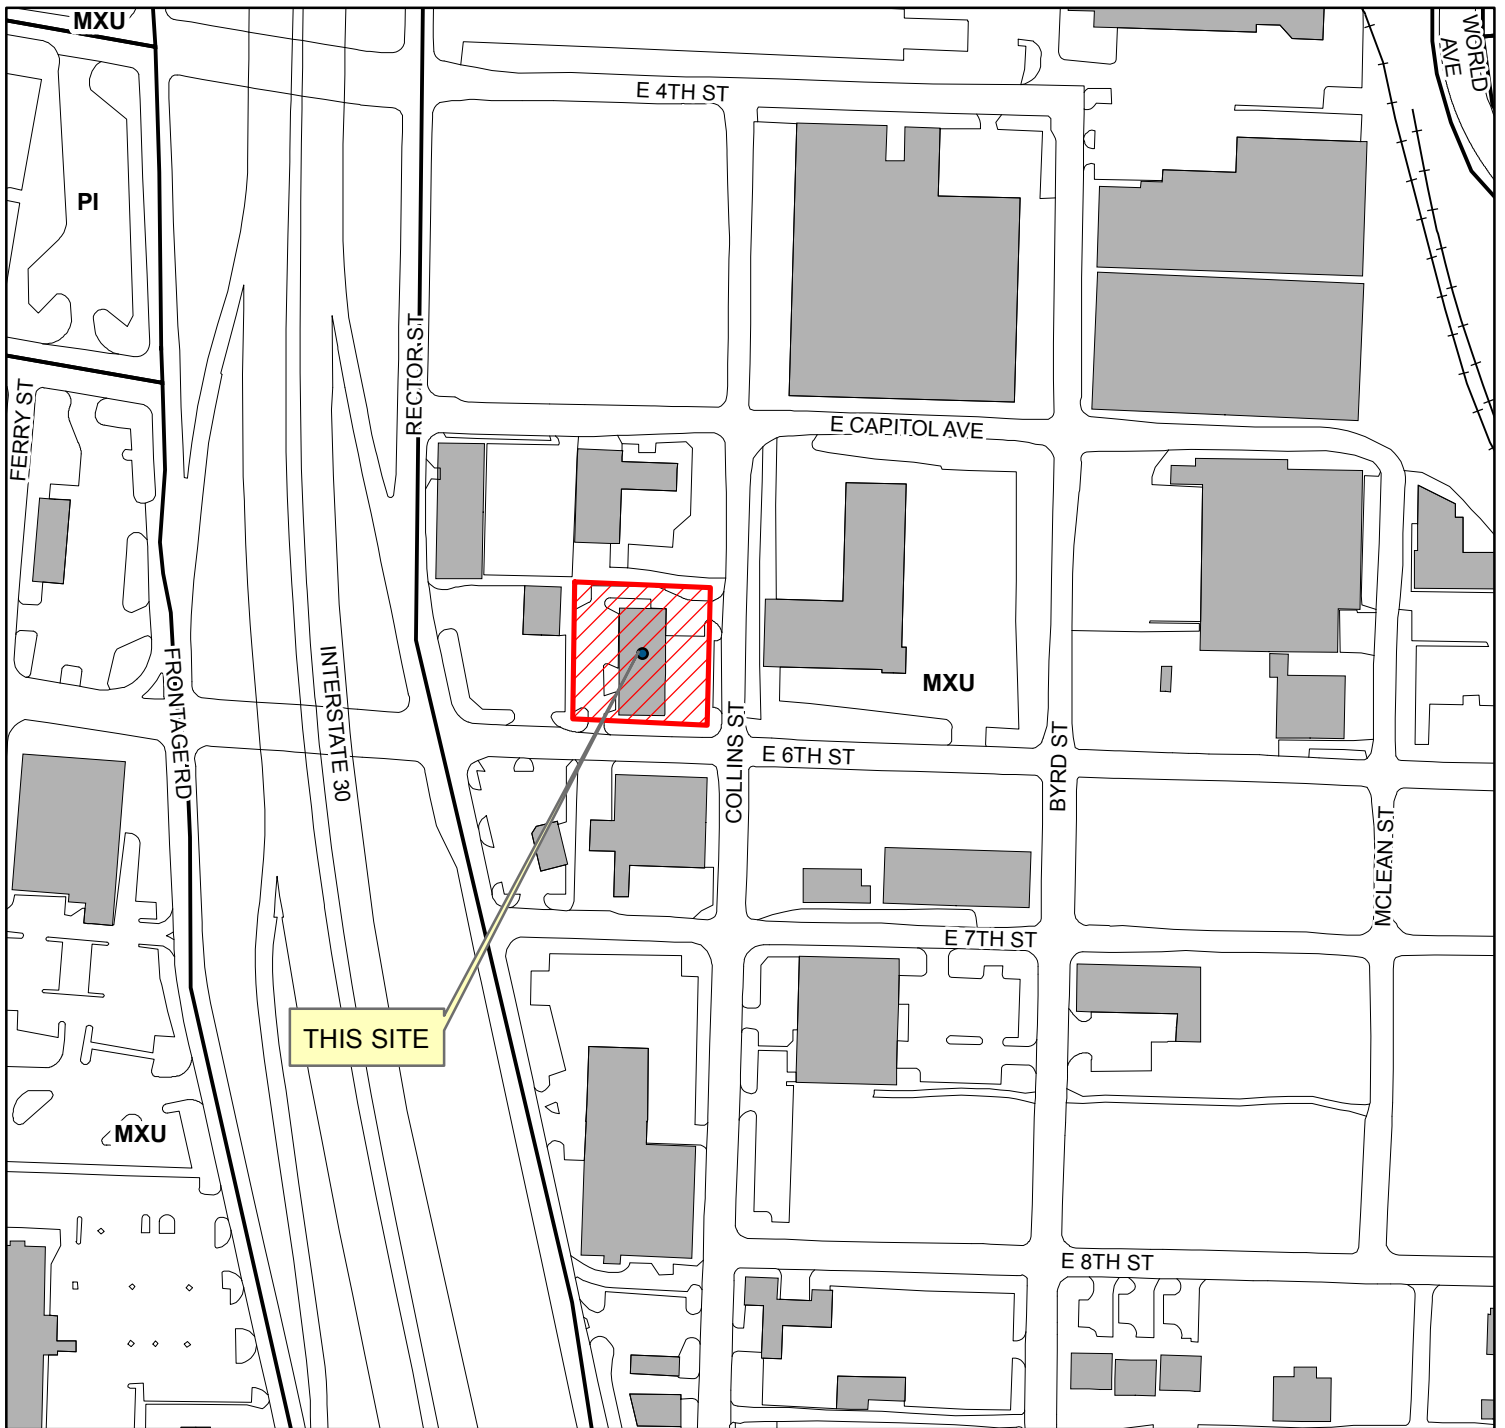 MXU
WORLD
AVE
E 4TH ST
PI
RECTOR ST
FERRY ST
E CAPITOL AVE
FRONTAGE RD
INTERSTATE 30
MXU
COLLINS ST
E 6TH ST
BYRD ST
MCLEAN ST
E 7TH ST
THIS SITE
MXU
E 8TH ST